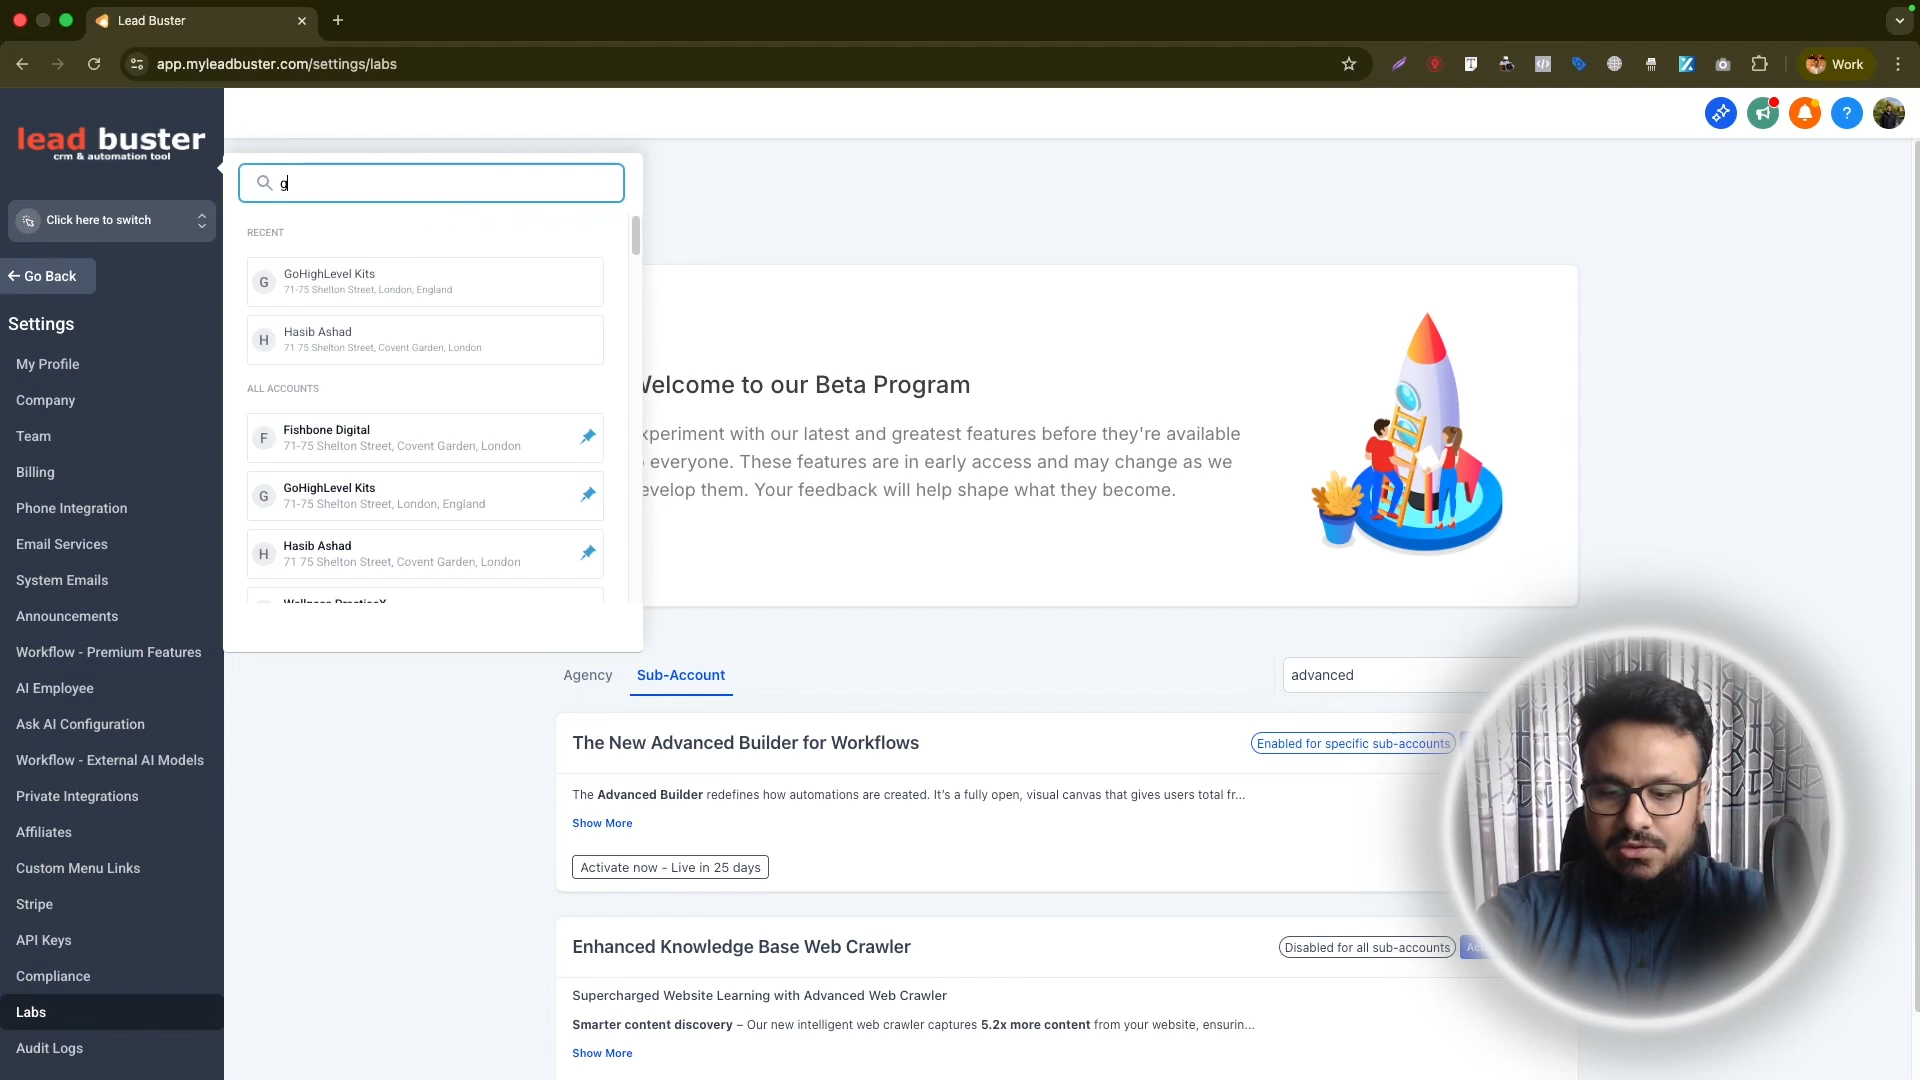 Lead Buster
app.myleadbuster.com/settings/labs
Work
lead buster
crm & automation tool
Click here to switch
Go Back
Settings
My Profile
Company
Team
Billing
Phone Integration
Email Services
System Emails
Announcements
Workflow - Premium Features
AI Employee
Ask AI Configuration
Workflow - External AI Models
Private Integrations
Affiliates
Custom Menu Links
Stripe
API Keys
Compliance
Labs
Audit Logs
g
RECENT
G
GoHighLevel Kits
71-75 Shelton Street, London, England
H
Hasib Ashad
71 75 Shelton Street, Covent Garden, London
ALL ACCOUNTS
F
Fishbone Digital
71-75 Shelton Street, Covent Garden, London
G
GoHighLevel Kits
71-75 Shelton Street, London, England
H
Hasib Ashad
71 75 Shelton Street, Covent Garden, London
Welcome to our Beta Program
xperiment with our latest and greatest features before they're available
everyone. These features are in early access and may change as we
evelop them. Your feedback will help shape what they become.
Agency
Sub-Account
advanced
The New Advanced Builder for Workflows
Enabled for specific sub-accounts
The Advanced Builder redefines how automations are created. It's a fully open, visual canvas that gives users total fr...
Show More
Activate now - Live in 25 days
Enhanced Knowledge Base Web Crawler
Disabled for all sub-accounts
Supercharged Website Learning with Advanced Web Crawler
Smarter content discovery – Our new intelligent web crawler captures 5.2x more content from your website, ensurin...
Show More